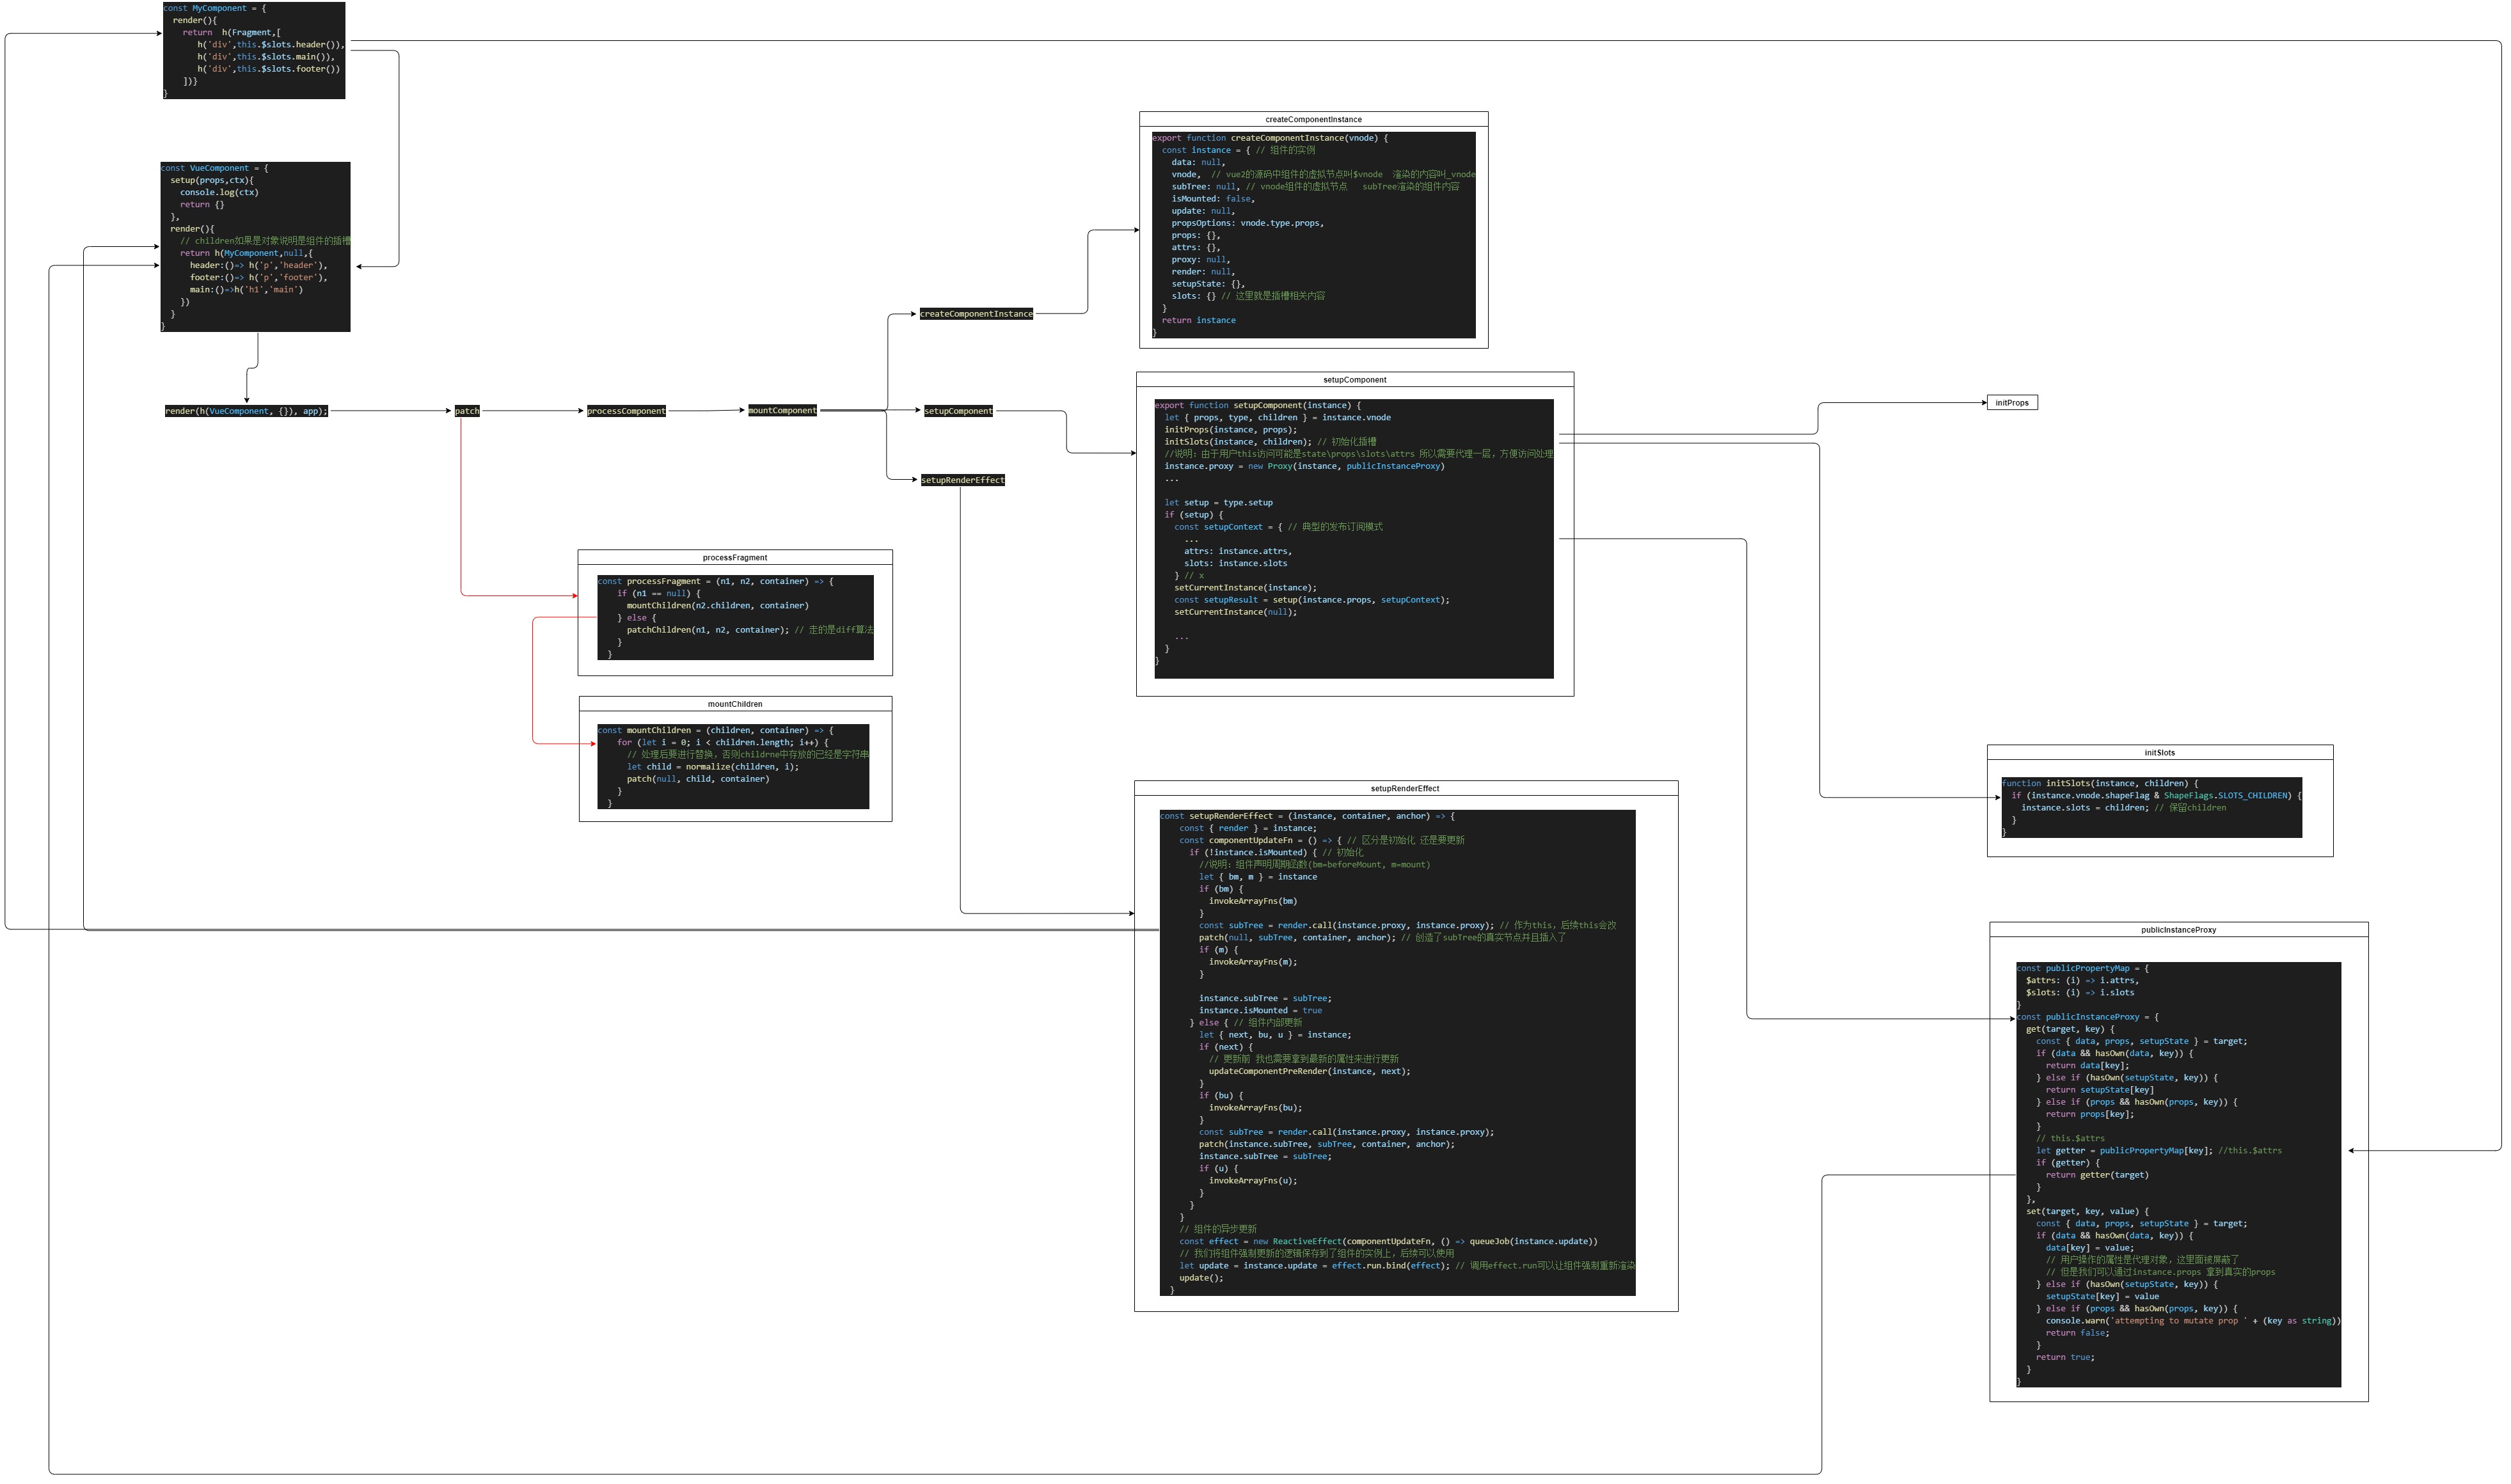 const MyComponent = {
  render(){
    return  h(Fragment,[
       h('div',this.$slots.header()),
       h('div',this.$slots.main()),
       h('div',this.$slots.footer())
    ])}
}
const VueComponent = {
  setup(props,ctx){
    console.log(ctx)
    return {}
  },
  render(){
    // children如果是对象说明是组件的插槽
    return h(MyComponent,null,{
      header:()=> h('p','header'),
      footer:()=> h('p','footer'),
      main:()=>h('h1','main')
    })
  }
}
render(h(VueComponent, {}), app);
patch
processComponent
mountComponent
createComponentInstance
setupComponent
setupRenderEffect
createComponentInstance
export function createComponentInstance(vnode) {
  const instance = { // 组件的实例
    data: null,
    vnode,  // vue2的源码中组件的虚拟节点叫$vnode  渲染的内容叫_vnode
    subTree: null, // vnode组件的虚拟节点   subTree渲染的组件内容
    isMounted: false,
    update: null,
    propsOptions: vnode.type.props,
    props: {},
    attrs: {},
    proxy: null,
    render: null,
    setupState: {},
    slots: {} // 这里就是插槽相关内容
  }
  return instance
}
setupComponent
export function setupComponent(instance) {
  let { props, type, children } = instance.vnode
  initProps(instance, props);
  initSlots(instance, children); // 初始化插槽
  //说明：由于用户this访问可能是state\props\slots\attrs 所以需要代理一层，方便访问处理
  instance.proxy = new Proxy(instance, publicInstanceProxy)
  ...
  let setup = type.setup
  if (setup) {
    const setupContext = { // 典型的发布订阅模式
      ...
      attrs: instance.attrs,
      slots: instance.slots
    } // x
    setCurrentInstance(instance);
    const setupResult = setup(instance.props, setupContext);
    setCurrentInstance(null);
    ...
  }
}
initProps
processFragment
const processFragment = (n1, n2, container) => {
    if (n1 == null) {
      mountChildren(n2.children, container)
    } else {
      patchChildren(n1, n2, container); // 走的是diff算法
    }
  }
mountChildren
const mountChildren = (children, container) => {
    for (let i = 0; i < children.length; i++) {
      // 处理后要进行替换，否则childrne中存放的已经是字符串
      let child = normalize(children, i);
      patch(null, child, container)
    }
  }
initSlots
function initSlots(instance, children) {
  if (instance.vnode.shapeFlag & ShapeFlags.SLOTS_CHILDREN) {
    instance.slots = children; // 保留children
  }
}
setupRenderEffect
const setupRenderEffect = (instance, container, anchor) => {
    const { render } = instance;
    const componentUpdateFn = () => { // 区分是初始化 还是要更新
      if (!instance.isMounted) { // 初始化
        //说明：组件声明周期函数(bm=beforeMount, m=mount)
        let { bm, m } = instance
        if (bm) {
          invokeArrayFns(bm)
        }
        const subTree = render.call(instance.proxy, instance.proxy); // 作为this，后续this会改
        patch(null, subTree, container, anchor); // 创造了subTree的真实节点并且插入了
        if (m) {
          invokeArrayFns(m);
        }
        instance.subTree = subTree;
        instance.isMounted = true
      } else { // 组件内部更新
        let { next, bu, u } = instance;
        if (next) {
          // 更新前 我也需要拿到最新的属性来进行更新
          updateComponentPreRender(instance, next);
        }
        if (bu) {
          invokeArrayFns(bu);
        }
        const subTree = render.call(instance.proxy, instance.proxy);
        patch(instance.subTree, subTree, container, anchor);
        instance.subTree = subTree;
        if (u) {
          invokeArrayFns(u);
        }
      }
    }
    // 组件的异步更新
    const effect = new ReactiveEffect(componentUpdateFn, () => queueJob(instance.update))
    // 我们将组件强制更新的逻辑保存到了组件的实例上，后续可以使用
    let update = instance.update = effect.run.bind(effect); // 调用effect.run可以让组件强制重新渲染
    update();
  }
publicInstanceProxy
const publicPropertyMap = {
  $attrs: (i) => i.attrs,
  $slots: (i) => i.slots
}
const publicInstanceProxy = {
  get(target, key) {
    const { data, props, setupState } = target;
    if (data && hasOwn(data, key)) {
      return data[key];
    } else if (hasOwn(setupState, key)) {
      return setupState[key]
    } else if (props && hasOwn(props, key)) {
      return props[key];
    }
    // this.$attrs
    let getter = publicPropertyMap[key]; //this.$attrs
    if (getter) {
      return getter(target)
    }
  },
  set(target, key, value) {
    const { data, props, setupState } = target;
    if (data && hasOwn(data, key)) {
      data[key] = value;
      // 用户操作的属性是代理对象，这里面被屏蔽了
      // 但是我们可以通过instance.props 拿到真实的props
    } else if (hasOwn(setupState, key)) {
      setupState[key] = value
    } else if (props && hasOwn(props, key)) {
      console.warn('attempting to mutate prop ' + (key as string))
      return false;
    }
    return true;
  }
}